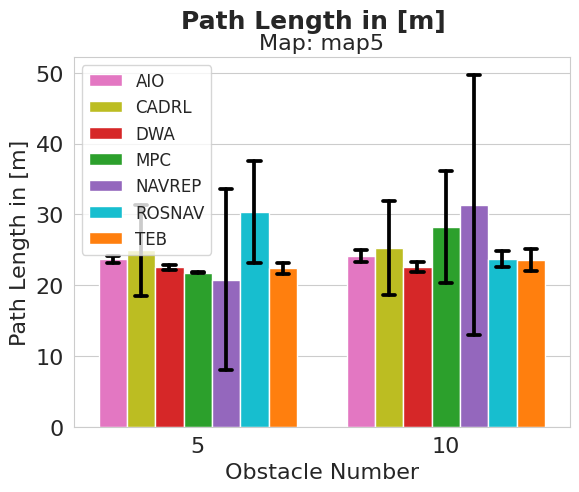 Path Length in [m]
Map: map5
Path Length in [m]
50
40
30
20
10
0
AIO
CADRL
DWA
MPC
NAVREP
ROSNAV
TEB
5
10
Obstacle Number